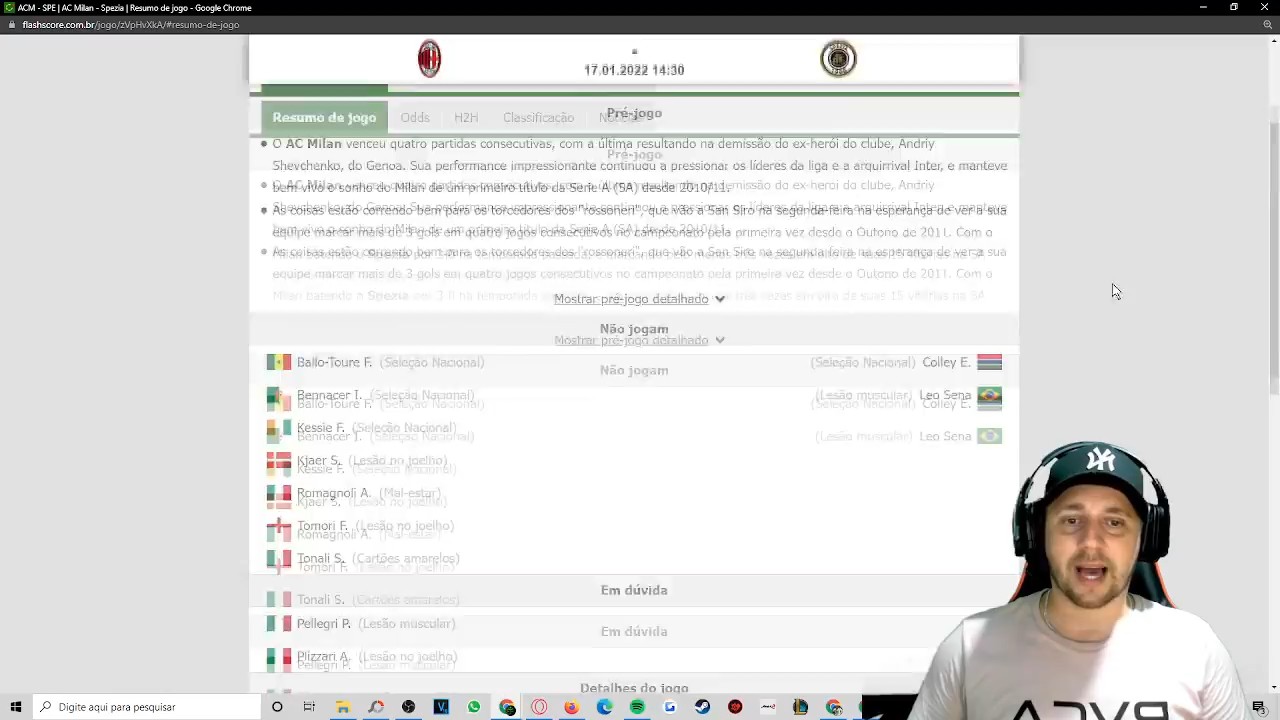 ACM - SPE | AC Milan - Spezia | Resumo de jogo - Google Chrome
flashscore.com.br/jogo/zVpHvXkA/#resumo-de-jogo
17.01.2022 14:30
Resumo de jogo Odds H2H Classificação
Pré-jogo
O AC Milan venceu quatro partidas consecutivas, com a última resultando na demissão do ex-herói do clube, Andriy
Shevchenko, do Genoa. Sua performance impressionante continuou a pressionar os líderes da liga e a arquirrival Inter, e manteve
bem vivo o sonho do Milan de um primeiro título da Serie A (SA) desde 2010/11.
As coisas estão correndo bem para os torcedores dos "rossoneri", que vão a San Siro na segunda-feira na esperança de ver a sua
equipe marcar mais de 3 gols em quatro jogos consecutivos no campeonato pela primeira vez desde o Outono de 2011. Com o
Mostrar pré-jogo detalhado
Não jogam
Ballo-Toure F. (Seleção Nacional) (Seleção Nacional) Colley E.
Bennacer I. (Seleção Nacional) (Lesão muscular) Leo Sena
Kessie F. (Seleção Nacional)
Kjaer S. (Lesão no joelho)
Romagnoli A. (Mal-estar)
Tomori F. (Lesão no joelho)
Tonali S. (Cartões amarelos)
Em dúvida
Pellegri P. (Lesão muscular)
Plizzari A. (Lesão no joelho)
Detalhes do jogo
Digite aqui para pesquisar